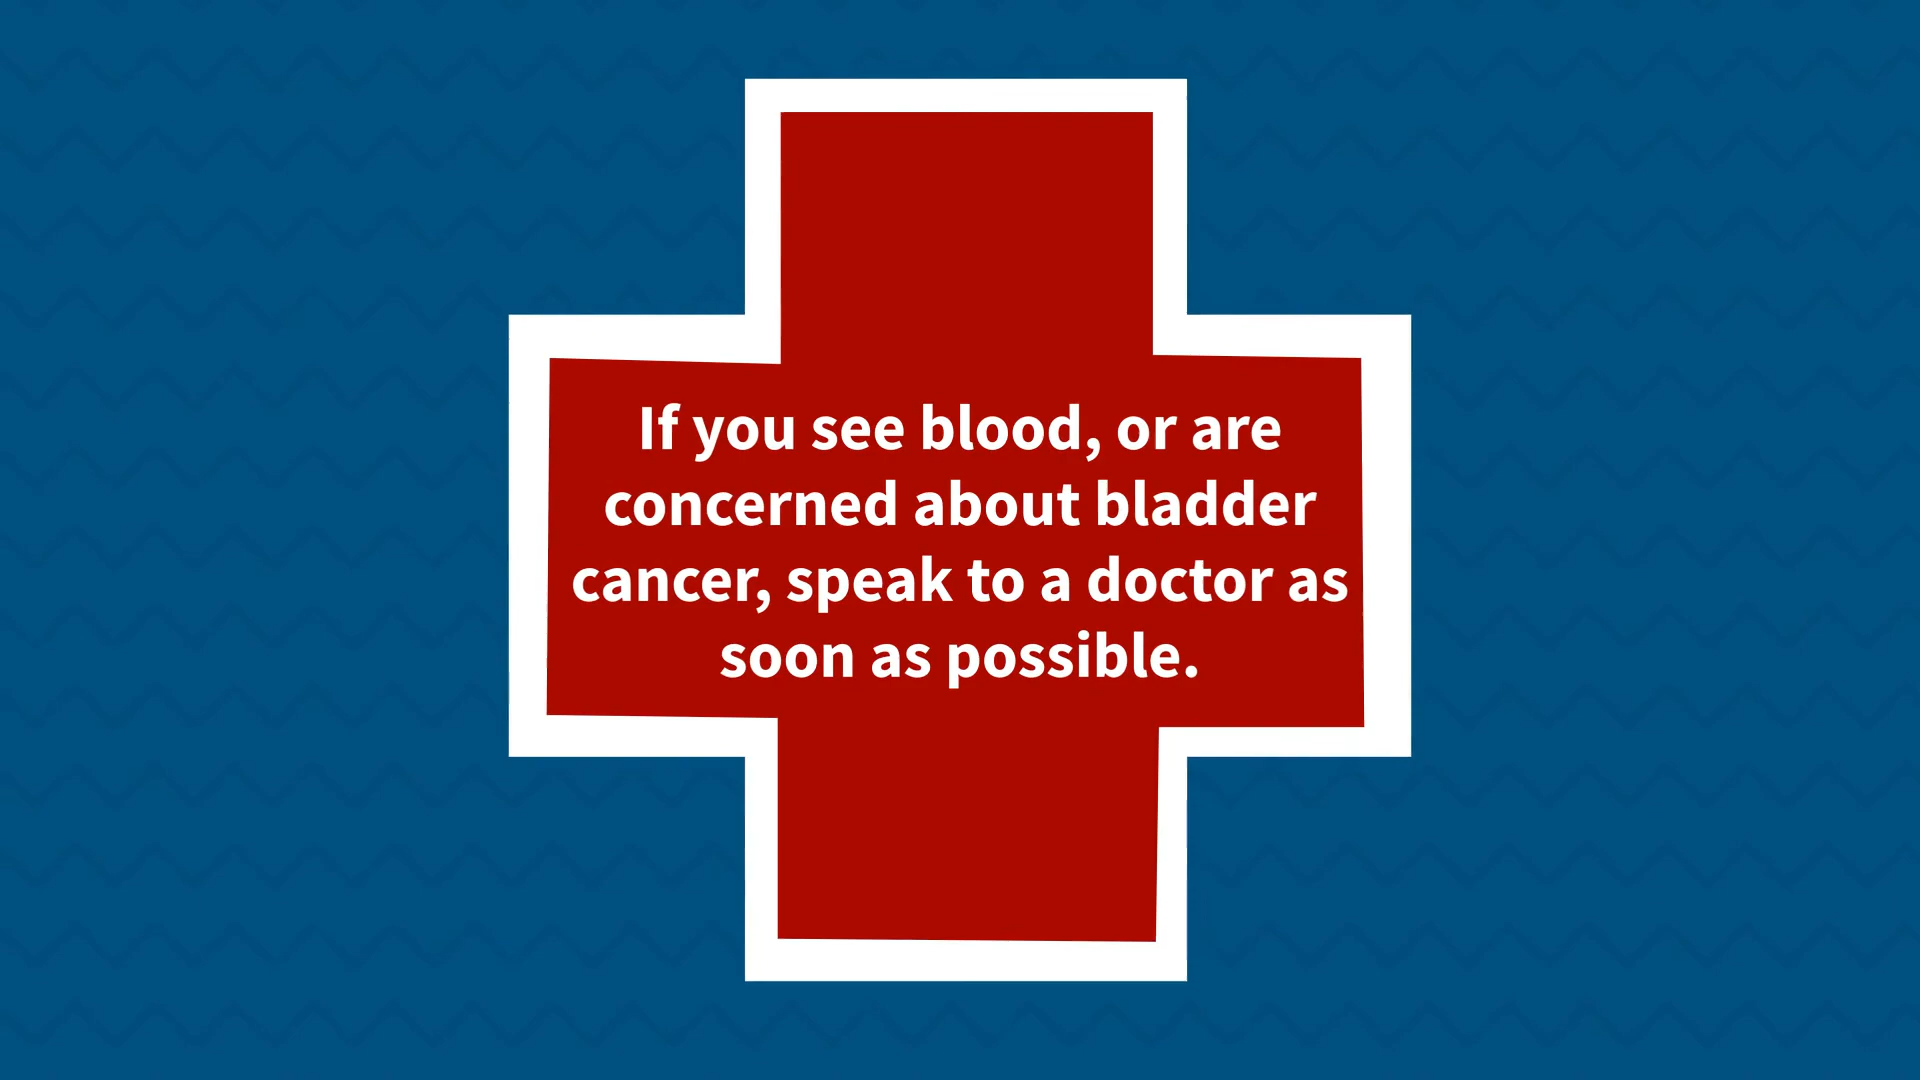 If you see blood, or are
concerned about bladder
cancer, speak to a doctor as
soon as possible.